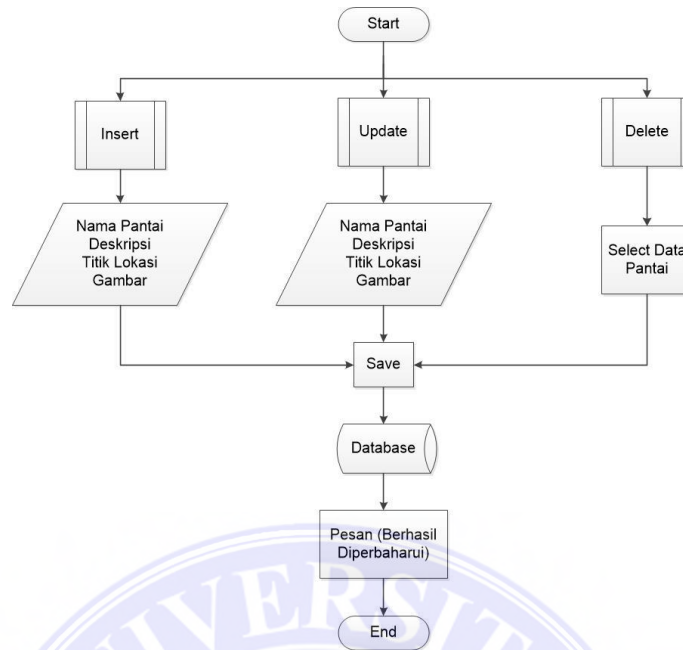 Start
Insert
Update
Delete
Nama Pantai
Deskripsi
Titik Lokasi
Gambar
Nama Pantai
Deskripsi
Titik Lokasi
Gambar
Select Data
Pantai
Save
Database
Pesan (Berhasil
Diperbaharui)
End
IVERSIT